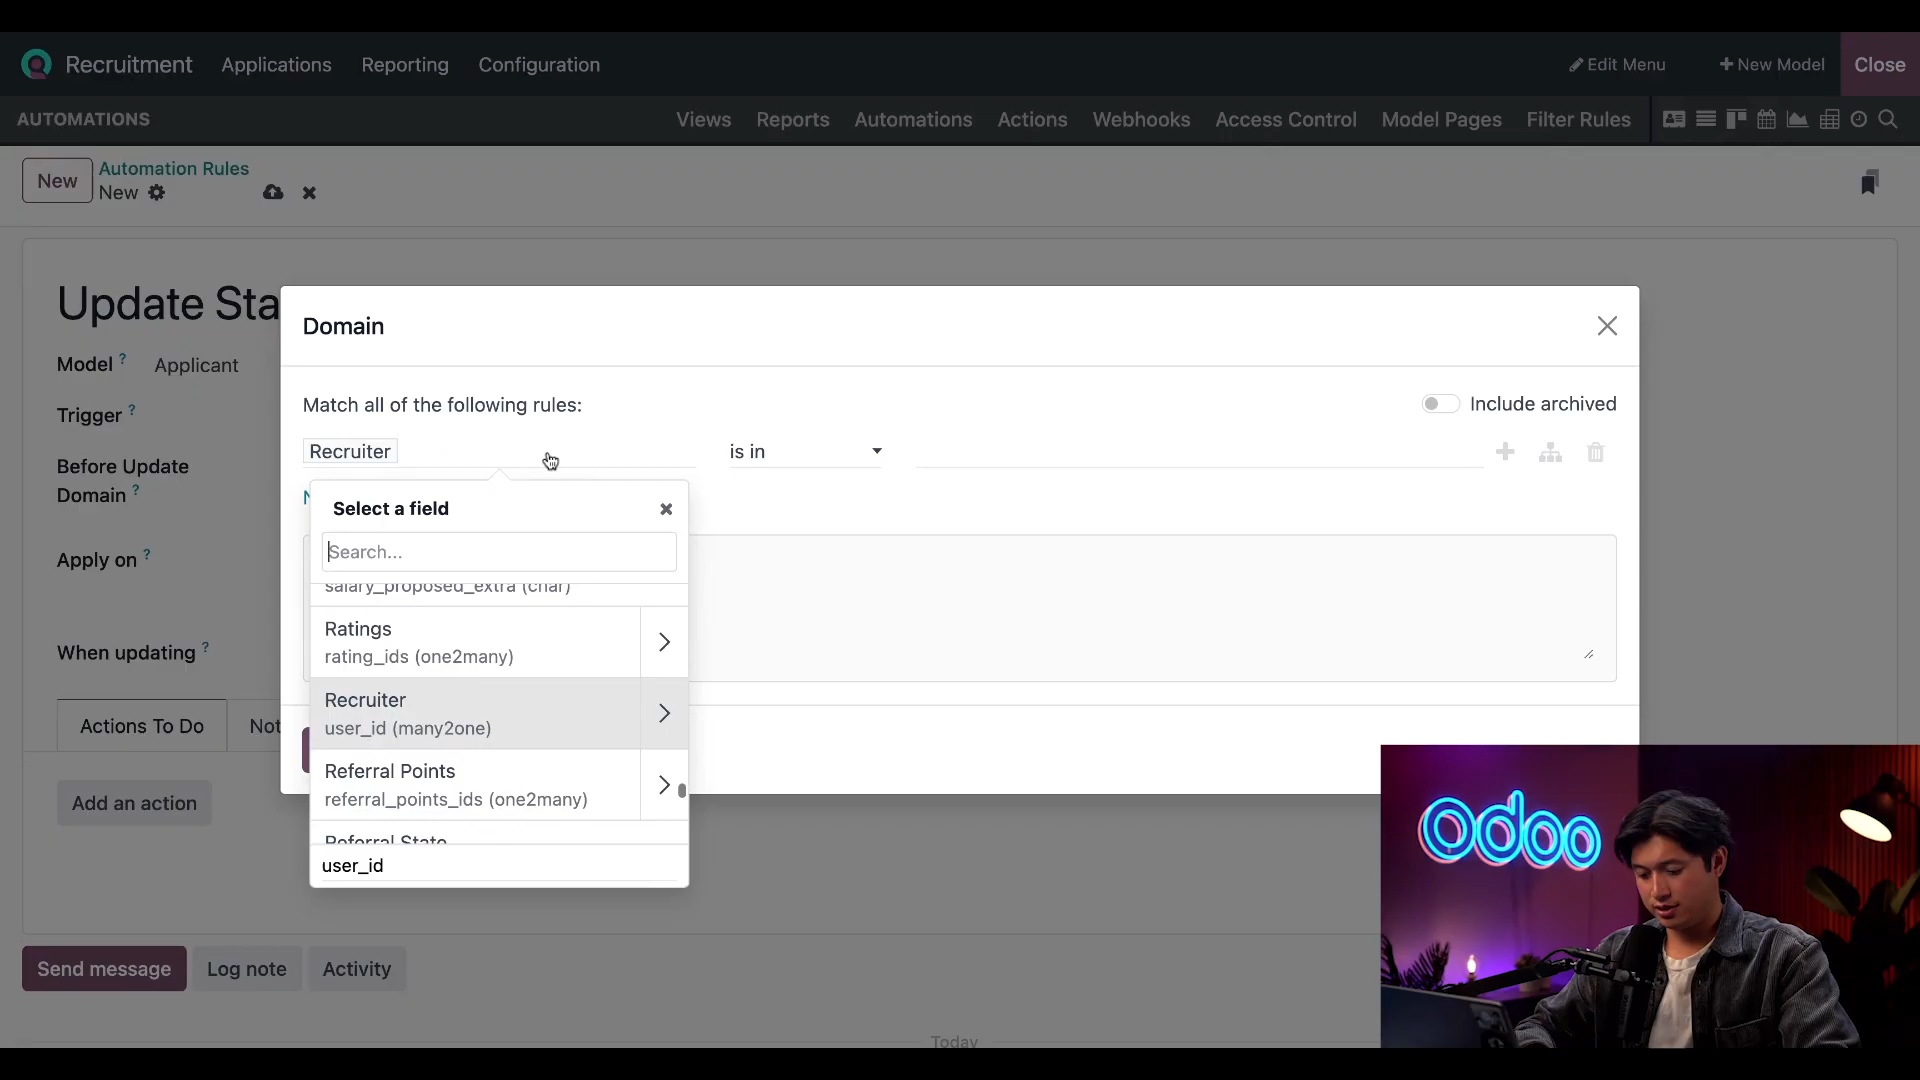 Recruitment Applications Reporting Configuration Edit Menu New Model Close
AUTOMATIONS Views Reports Automations Actions Webhooks Access Control Model Pages Filter Rules
New
Automation Rules
New
Update Sta
Model ? Applicant
Trigger ?
Before Update
Domain ?
Apply on ?
When updating ?
Actions To Do Not
Add an action
Send message Log note Activity
Today
Domain
Match all of the following rules: Include archived
Recruiter is in
N
Select a field
Search...
salary_proposed_extra (char)
Ratings
rating_ids (one2many)
Recruiter
user_id (many2one)
Referral Points
referral_points_ids (one2many)
Referral State
user_id
odoo